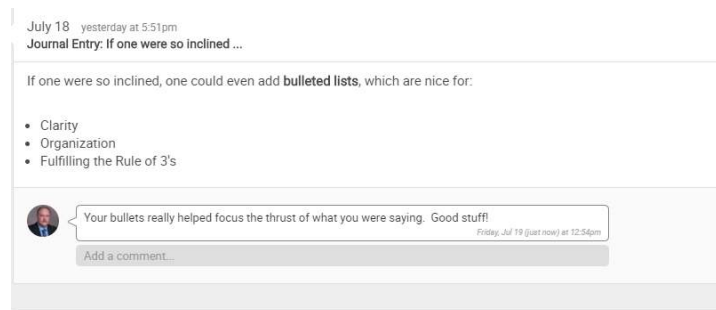 July 18 yesterday at 5:51pm
Journal Entry: If one were so inclined ...
If one were so inclined, one could even add bulleted lists, which are nice for:
• Clarity
• Organization
• Fulfilling the Rule of 3's
Your bullets really helped focus the thrust of what you were saying. Good stuff!
Friday, Jul 19 (just now) at 12:54pm
Add a comment...